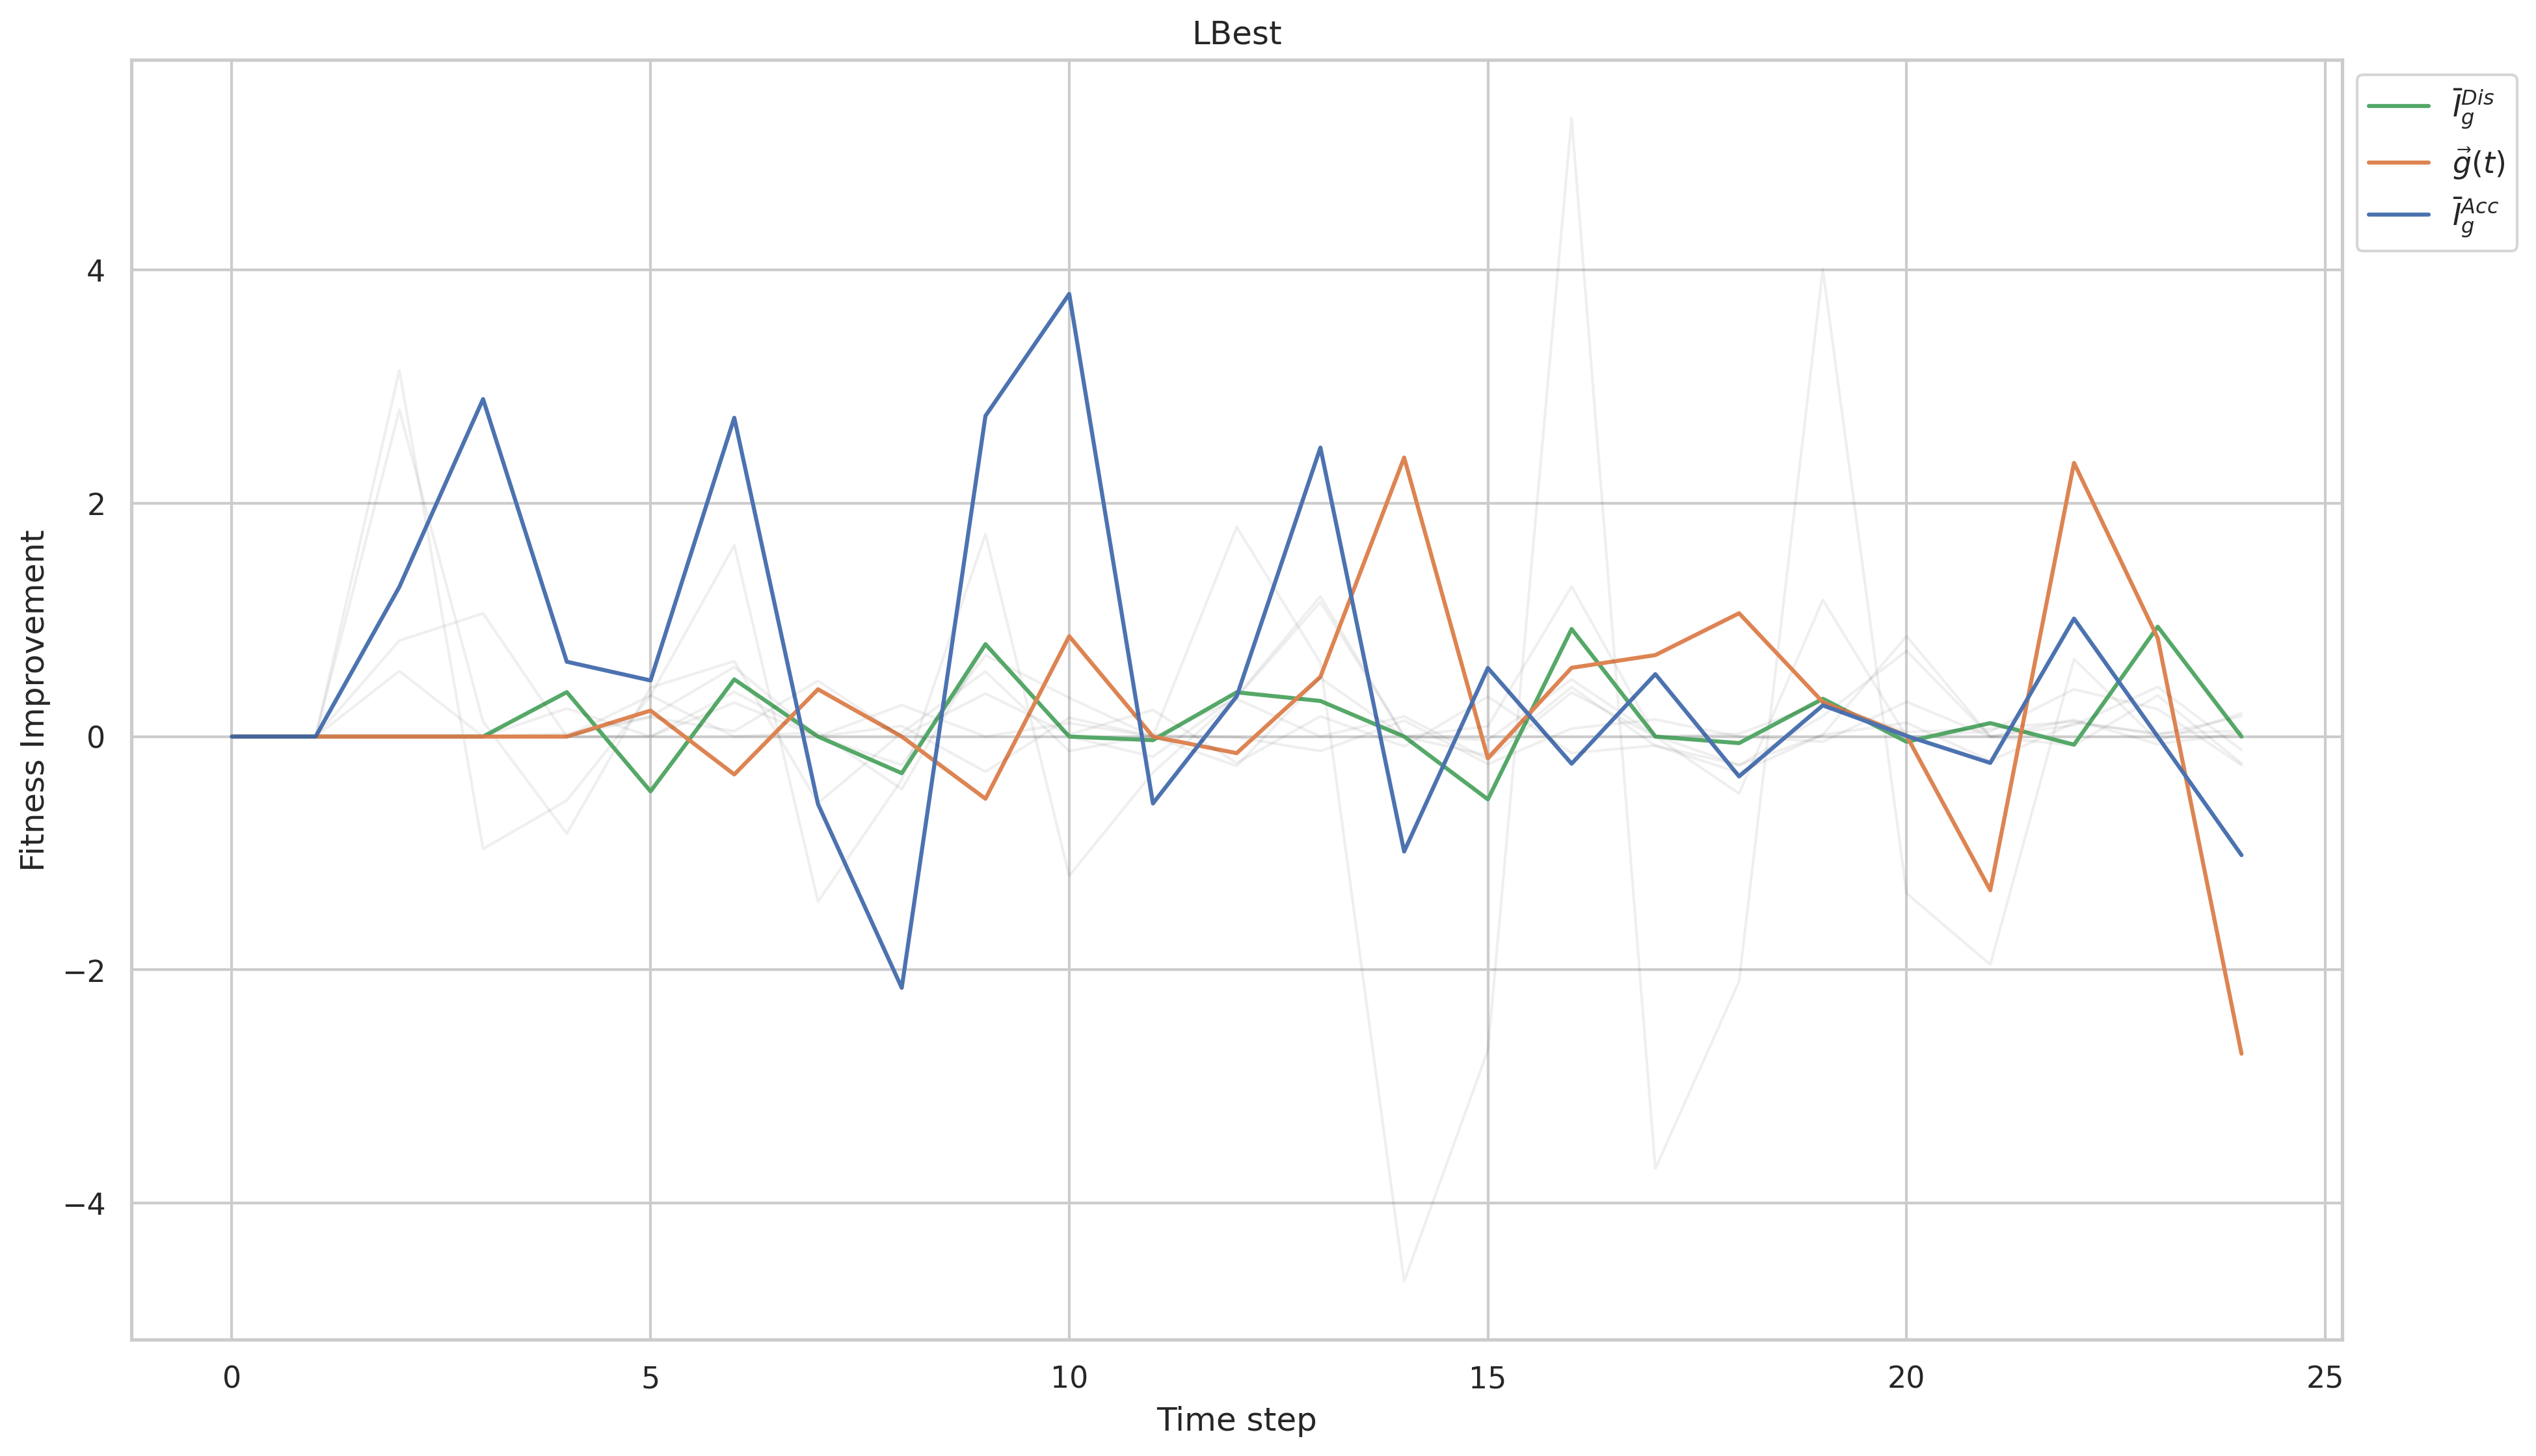 LBest
Fitness Improvement
4
2
0
−2
−4
0 5 10 15 20 25
Time step
Ī_g^{Dis}
g⃗(t)
Ī_g^{Acc}